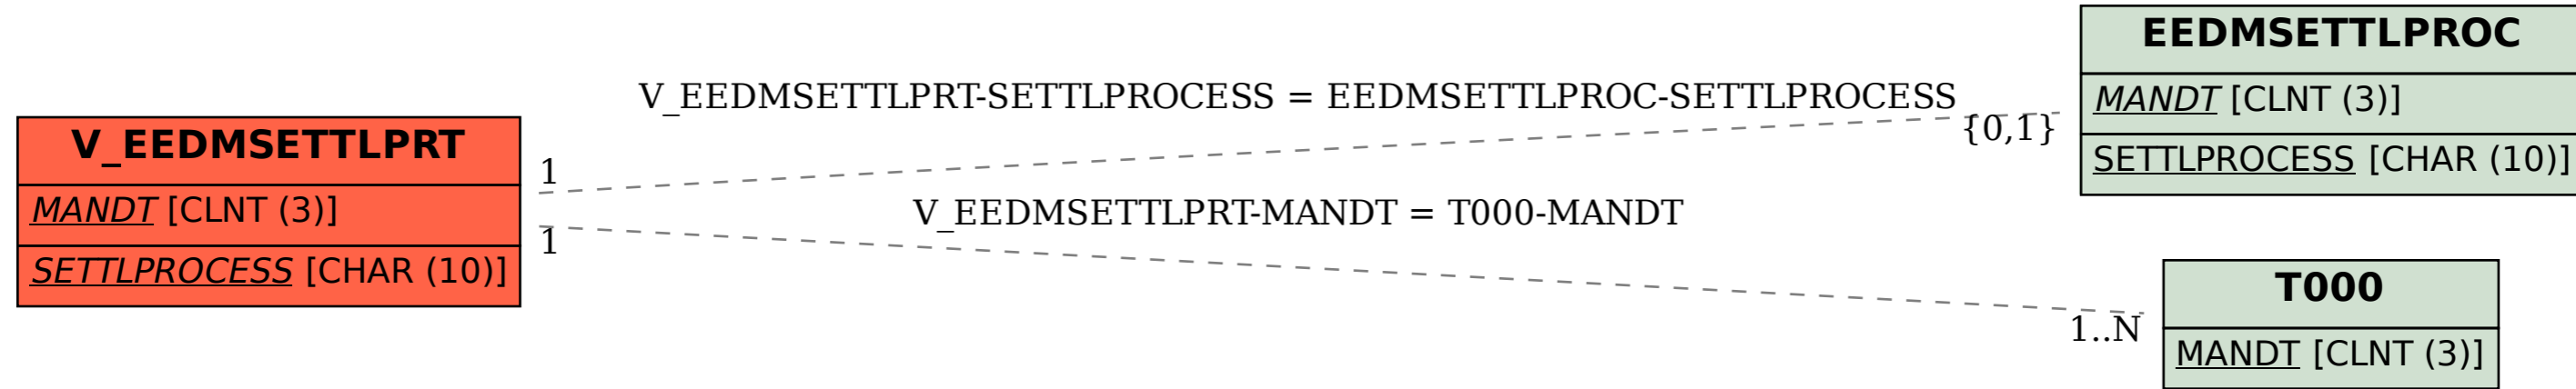 V_EEDMSETTLPRT
MANDT [CLNT (3)]
SETTLPROCESS [CHAR (10)]
V_EEDMSETTLPRT-SETTLPROCESS = EEDMSETTLPROC-SETTLPROCESS
1
{0,1}
V_EEDMSETTLPRT-MANDT = T000-MANDT
1
1..N
EEDMSETTLPROC
MANDT [CLNT (3)]
SETTLPROCESS [CHAR (10)]
T000
MANDT [CLNT (3)]